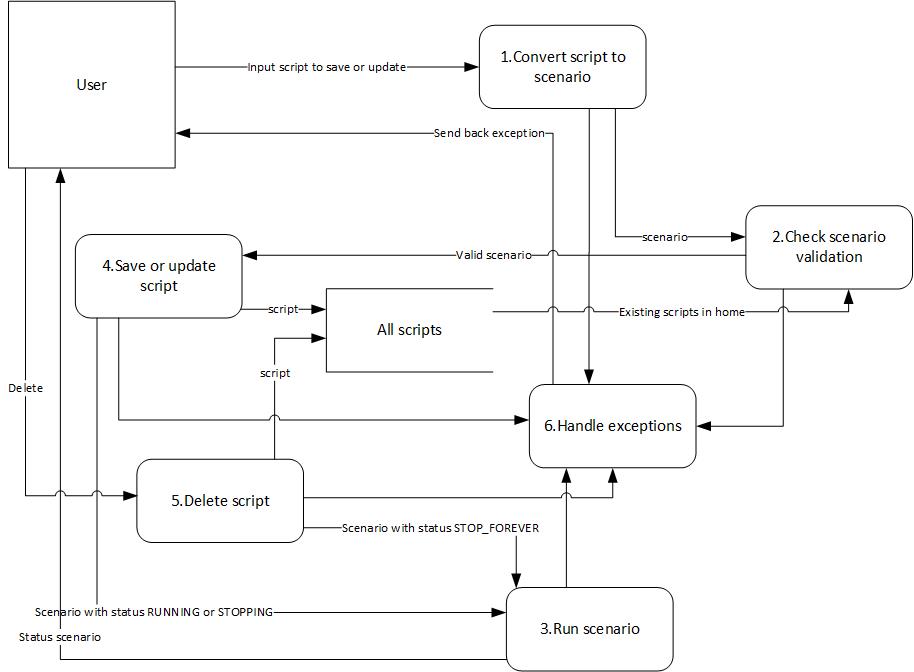 User
Input script to save or update
1.Convert script to
scenario
Send back exception
scenario
2.Check scenario
validation
4.Save or update
script
Valid scenario
script
All scripts
Existing scripts in home
script
Delete
6.Handle exceptions
5.Delete script
Scenario with status STOP_FOREVER
Scenario with status RUNNING or STOPPING
3.Run scenario
Status scenario